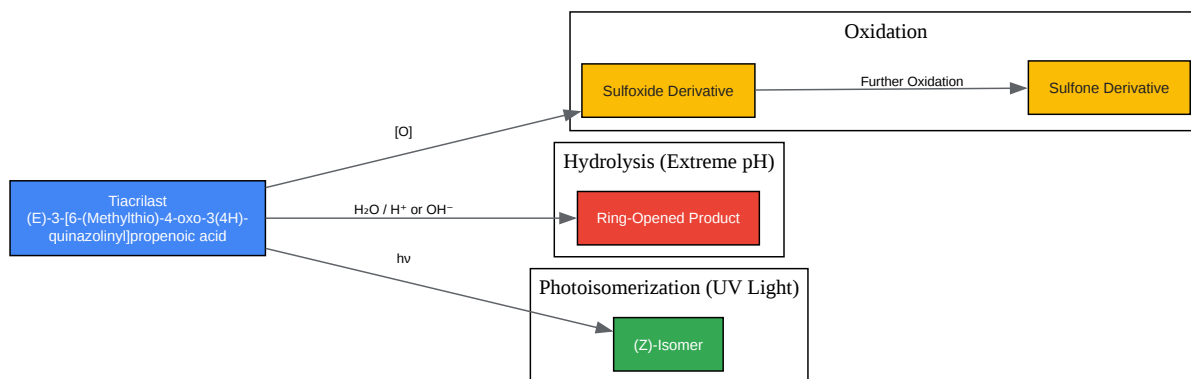 Oxidation
Sulfoxide Derivative
Further Oxidation
Sulfone Derivative
[O]
Hydrolysis (Extreme pH)
Tiacrilast
(E)-3-[6-(Methylthio)-4-oxo-3(4H)-
quinazolinyl]propenoic acid
H₂O / H⁺ or OH⁻
Ring-Opened Product
hν
Photoisomerization (UV Light)
(Z)-Isomer